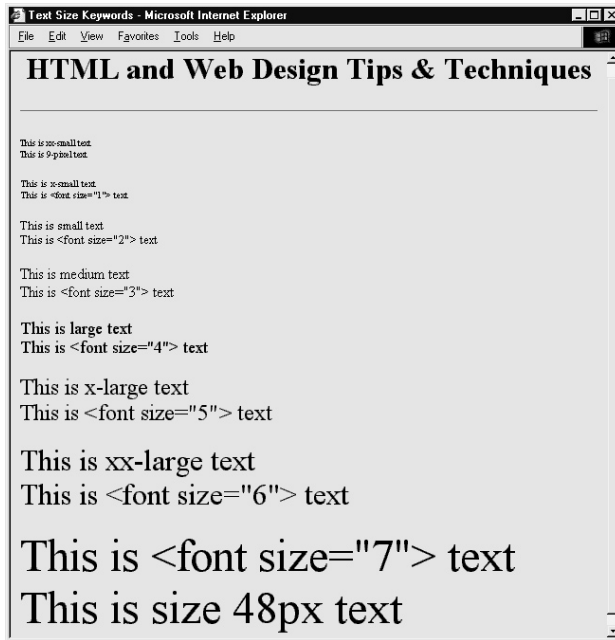 Text Size Keywords - Microsoft Internet Explorer
File Edit View Favorites Tools Help
HTML and Web Design Tips & Techniques
This is xx-small text
This is 9-pixel text
This is x-small text
This is <font size="1"> text
This is small text
This is <font size="2"> text
This is medium text
This is <font size="3"> text
This is large text
This is <font size="4"> text
This is x-large text
This is <font size="5"> text
This is xx-large text
This is <font size="6"> text
This is <font size="7"> text
This is size 48px text